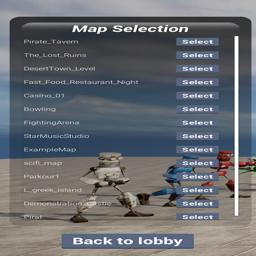 Map Selection
Pirate_Tavern Select
The_Lost_Ruins Select
DesertTown_Level Select
Fast_Food_Restaurant_Night Select
Casino_01 Select
Bowling Select
FightingArena Select
StarMusicStudio Select
ExampleMap Select
scifi_map Select
Parkour1 Select
L_greek_island Select
Demonstration_Castle Select
Pirat Select
Back to lobby